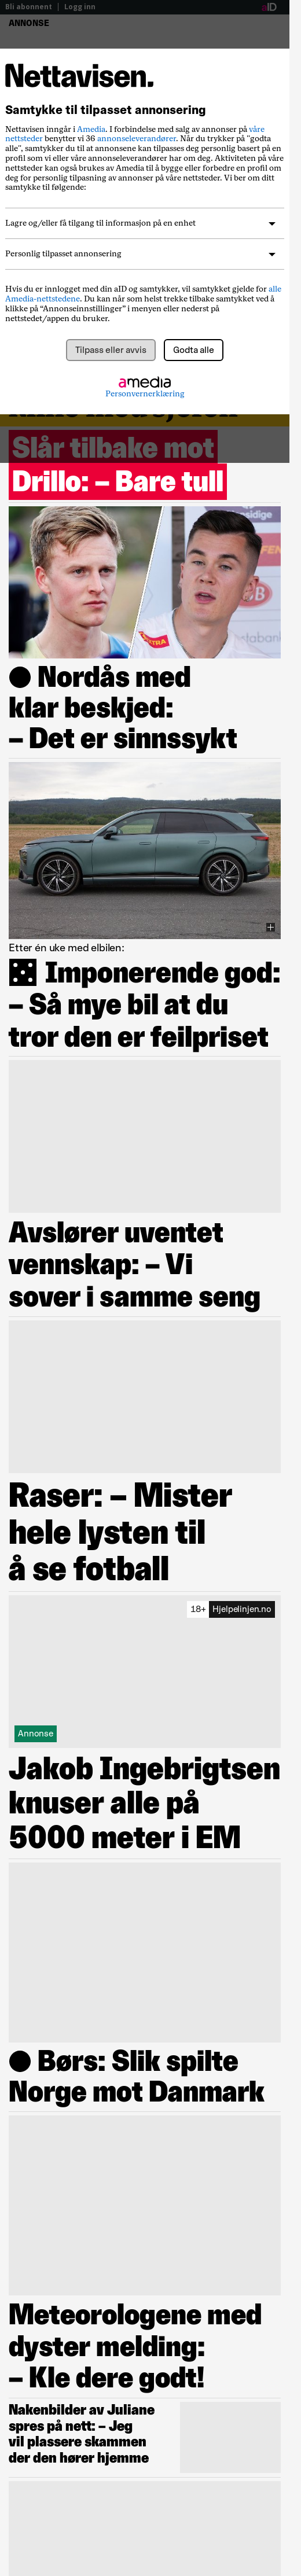 Bli abonnent | Logg inn aID
ANNONSE
Nettavisen.
Samtykke til tilpasset annonsering
Nettavisen inngår i Amedia. I forbindelse med salg av annonser på våre
nettsteder benytter vi 36 annonseleverandører. Når du trykker på "godta
alle", samtykker du til at annonsene kan tilpasses deg personlig basert på en
profil som vi eller våre annonseleverandører har om deg. Aktiviteten på våre
nettsteder kan også brukes av Amedia til å bygge eller forbedre en profil om
deg for personlig tilpasning av annonser på våre nettsteder. Vi ber om ditt
samtykke til følgende:
Lagre og/eller få tilgang til informasjon på en enhet
Personlig tilpasset annonsering
Hvis du er innlogget med din aID og samtykker, vil samtykket gjelde for alle
Amedia-nettstedene. Du kan når som helst trekke tilbake samtykket ved å
klikke på “Annonseinnstillinger” i menyen eller nederst på
nettstedet/appen du bruker.
Tilpass eller avvis
Godta alle
amedia
Personvernerklæring
Slår tilbake mot
Drillo: – Bare tull
Nordås med
klar beskjed:
– Det er sinnssykt
Etter én uke med elbilen:
Imponerende god:
– Så mye bil at du
tror den er feilpriset
Avslører uventet
vennskap: – Vi
sover i samme seng
Raser: – Mister
hele lysten til
å se fotball
18+ Hjelpelinjen.no
Annonse
Jakob Ingebrigtsen
knuser alle på
5000 meter i EM
Børs: Slik spilte
Norge mot Danmark
Meteorologene med
dyster melding:
– Kle dere godt!
Nakenbilder av Juliane
spres på nett: – Jeg
vil plassere skammen
der den hører hjemme